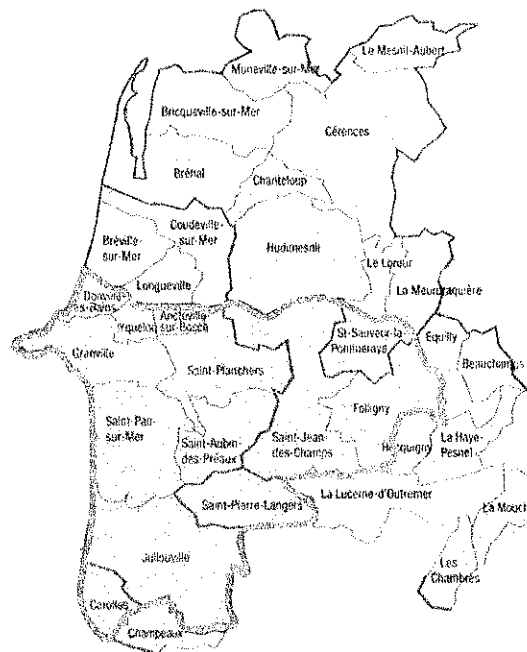 Le Mesnil-Aubert
Muneville-sur-Mer
Bricqueville-sur-Mer
Cérences
Bréhal
Chanteloup
Coudeville-
sur-Mer
Bréville-
sur-Mer
Hudimesnil
Le Loreur
Longueville
La Meurdraquière
Donville-
les-Bains
Anctoville
sur-Boscq
Yquelon
St-Sauveur-la
Pommeraye
Equilly
Granville
Beauchamps
Saint-Planchers
Folligny
Saint-Pair-
sur-Mer
Saint-Aubin-
des-Préaux
Saint-Jean
des-Champs
Hocquigny
La Haye-
Pesnel
Saint-Pierre-Langers
La Lucerne-d'Outremer
La Mouch
Jullouville
Les
Chambres
Carolles
Champeaux